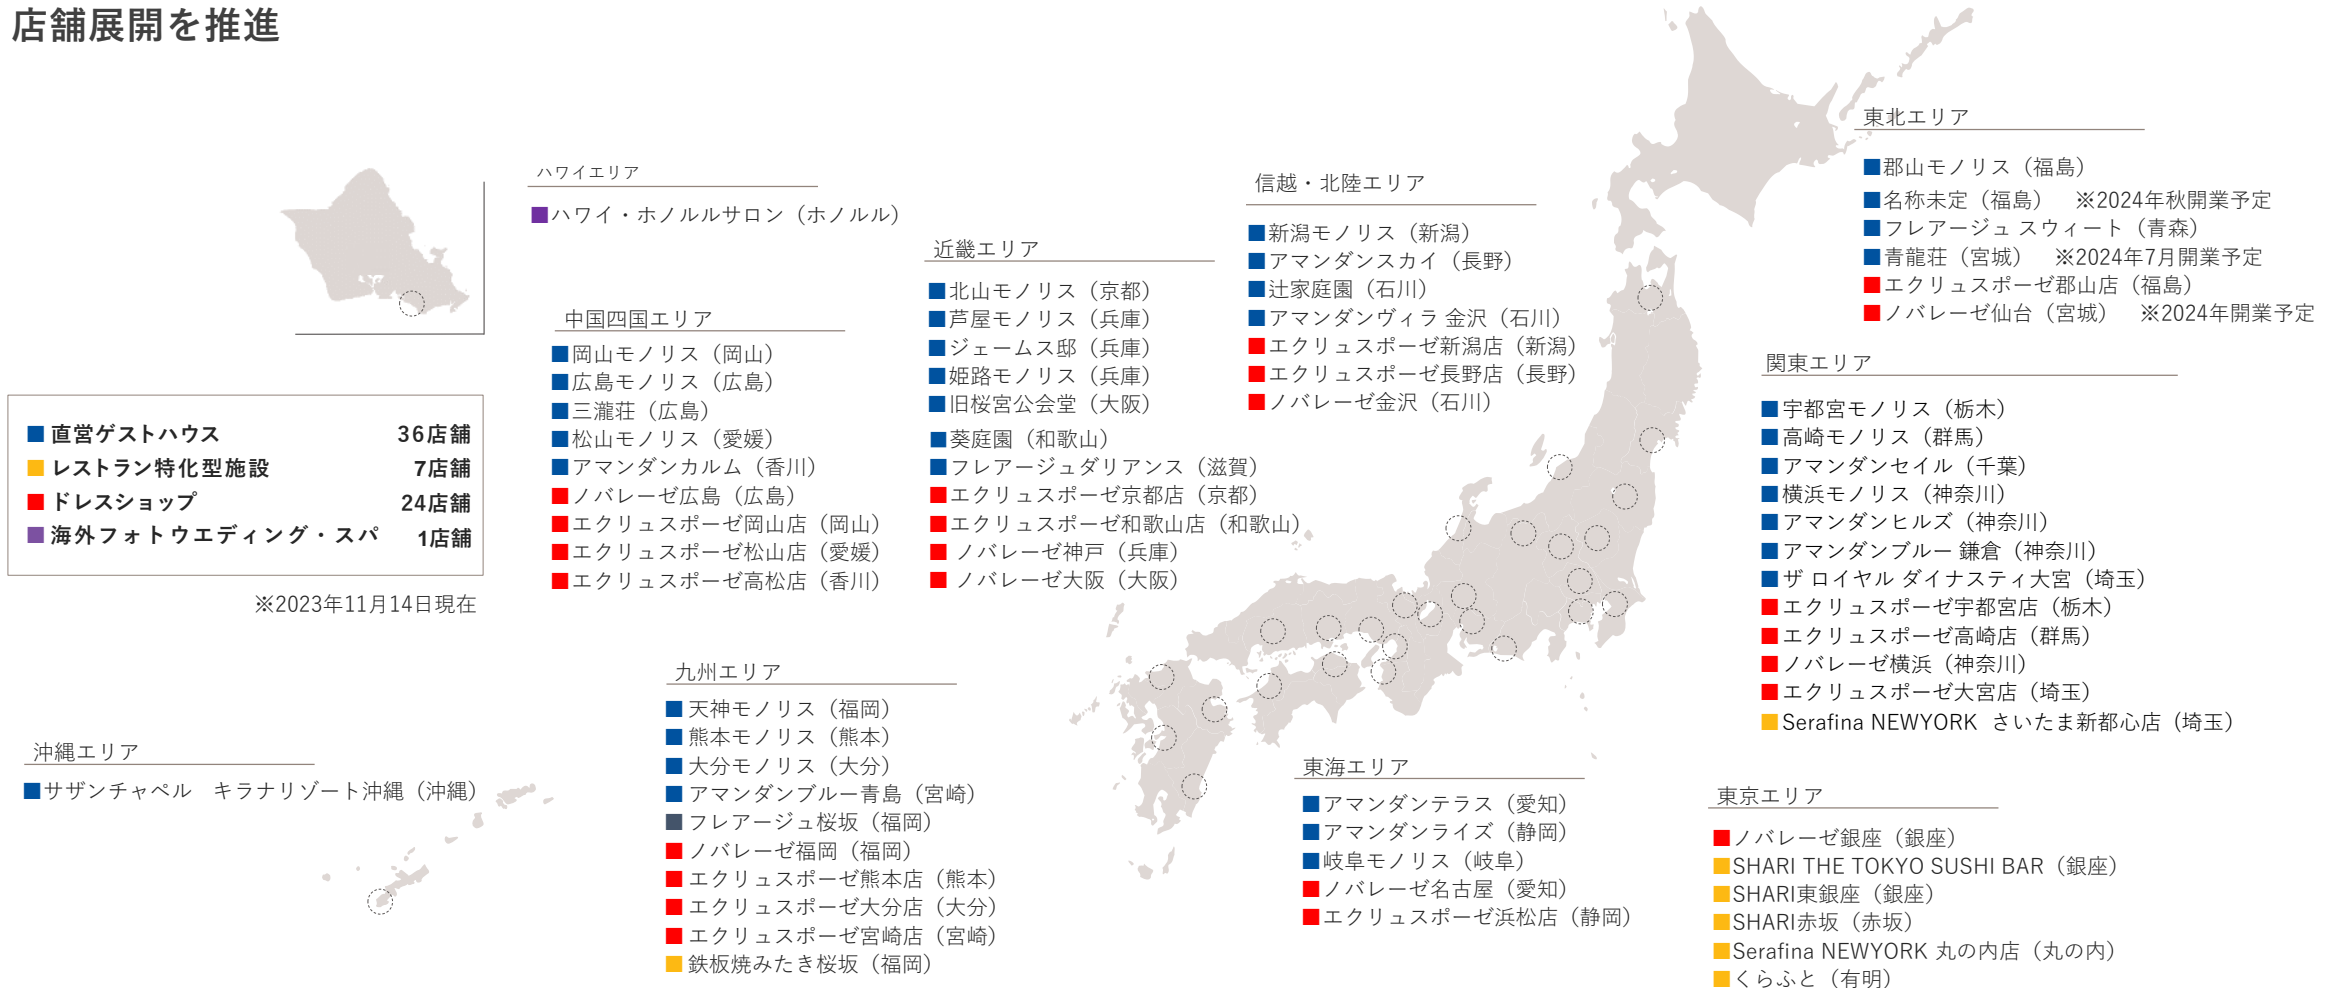 店舗展開を推進
ハワイエリア
■ハワイ・ホノルルサロン（ホノルル）
■直営ゲストハウス 36店舗
■レストラン特化型施設 7店舗
■ドレスショップ 24店舗
■海外フォトウエディング・スパ 1店舗
※2023年11月14日現在
中国四国エリア
■岡山モノリス（岡山）
■広島モノリス（広島）
■三瀧荘（広島）
■松山モノリス（愛媛）
■アマンダンカルム（香川）
■ノバレーゼ広島（広島）
■エクリュスポーゼ岡山店（岡山）
■エクリュスポーゼ松山店（愛媛）
■エクリュスポーゼ高松店（香川）
近畿エリア
■北山モノリス（京都）
■芦屋モノリス（兵庫）
■ジェームス邸（兵庫）
■姫路モノリス（兵庫）
■旧桜宮公会堂（大阪）
■葵庭園（和歌山）
■フレアージュダリアンス（滋賀）
■エクリュスポーゼ京都店（京都）
■エクリュスポーゼ和歌山店（和歌山）
■ノバレーゼ神戸（兵庫）
■ノバレーゼ大阪（大阪）
信越・北陸エリア
■新潟モノリス（新潟）
■アマンダンスカイ（長野）
■辻家庭園（石川）
■アマンダンヴィラ 金沢（石川）
■エクリュスポーゼ新潟店（新潟）
■エクリュスポーゼ長野店（長野）
■ノバレーゼ金沢（石川）
東北エリア
■郡山モノリス（福島）
■名称未定（福島）　※2024年秋開業予定
■フレアージュ スウィート（青森）
■青龍荘（宮城）　※2024年7月開業予定
■エクリュスポーゼ郡山店（福島）
■ノバレーゼ仙台（宮城）　※2024年開業予定
関東エリア
■宇都宮モノリス（栃木）
■高崎モノリス（群馬）
■アマンダンセイル（千葉）
■横浜モノリス（神奈川）
■アマンダンヒルズ（神奈川）
■アマンダンブルー 鎌倉（神奈川）
■ザ ロイヤル ダイナスティ大宮（埼玉）
■エクリュスポーゼ宇都宮店（栃木）
■エクリュスポーゼ高崎店（群馬）
■ノバレーゼ横浜（神奈川）
■エクリュスポーゼ大宮店（埼玉）
■Serafina NEWYORK さいたま新都心店（埼玉）
九州エリア
■天神モノリス（福岡）
■熊本モノリス（熊本）
■大分モノリス（大分）
■アマンダンブルー青島（宮崎）
■フレアージュ桜坂（福岡）
■ノバレーゼ福岡（福岡）
■エクリュスポーゼ熊本店（熊本）
■エクリュスポーゼ大分店（大分）
■エクリュスポーゼ宮崎店（宮崎）
■鉄板焼みたき桜坂（福岡）
沖縄エリア
■サザンチャペル　キラナリゾート沖縄（沖縄）
東海エリア
■アマンダンテラス（愛知）
■アマンダンライズ（静岡）
■岐阜モノリス（岐阜）
■ノバレーゼ名古屋（愛知）
■エクリュスポーゼ浜松店（静岡）
東京エリア
■ノバレーゼ銀座（銀座）
■SHARI THE TOKYO SUSHI BAR（銀座）
■SHARI東銀座（銀座）
■SHARI赤坂（赤坂）
■Serafina NEWYORK 丸の内店（丸の内）
■くらふと（有明）